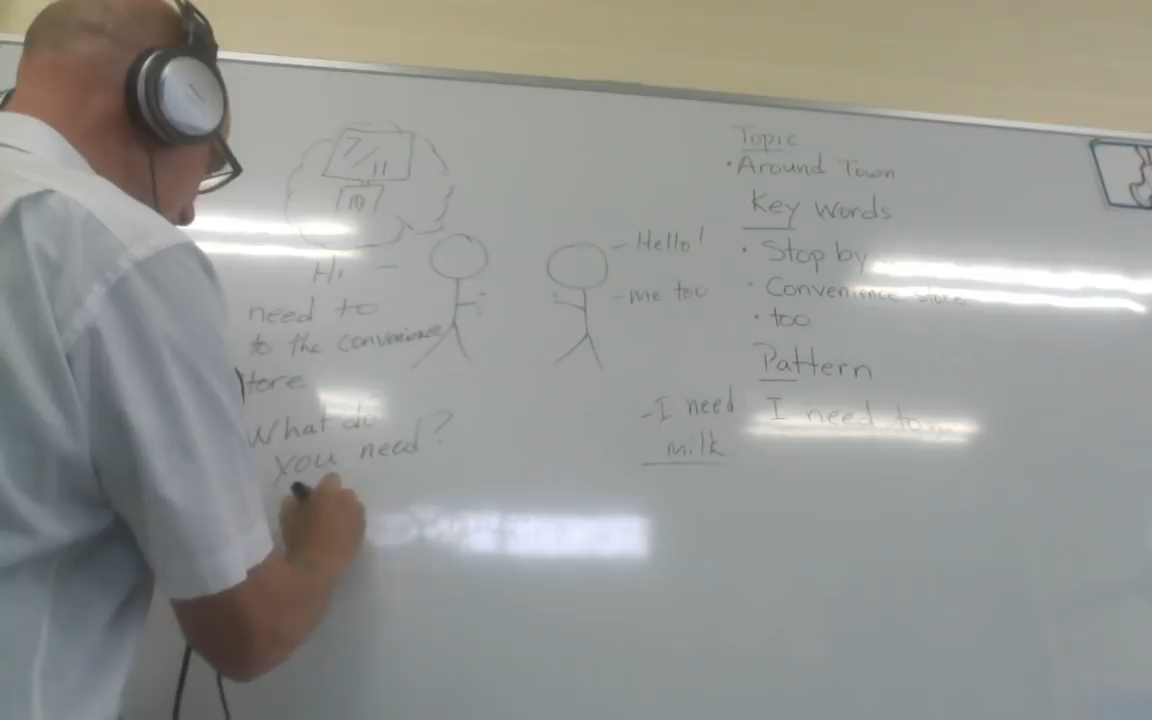 7
11
Hi -
need to
to the convenience
tore
What do
you need?
- Hello!
- me too
- I need
milk
Topic
• Around Town
Key Words
• Stop by...
• Convenience store
• too
Pattern
I need to...